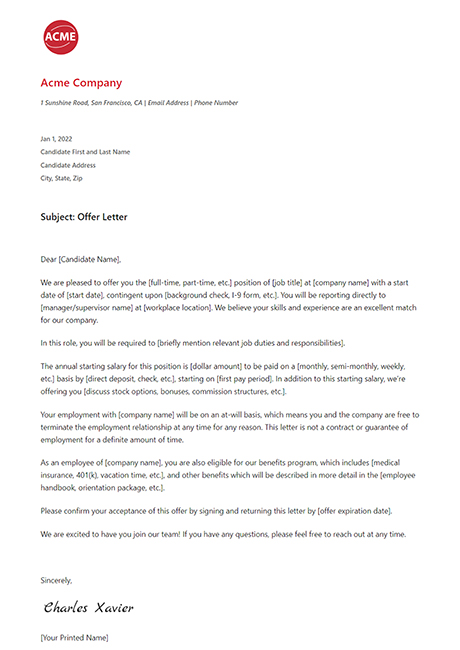 ACME
Acme Company
1 Sunshine Road, San Francisco, CA | Email Address | Phone Number
Jan 1, 2022
Candidate First and Last Name
Candidate Address
City, State, Zip
Subject: Offer Letter
Dear [Candidate Name],
We are pleased to offer you the [full-time, part-time, etc.] position of [job title] at [company name] with a start
date of [start date], contingent upon [background check, I-9 form, etc.]. You will be reporting directly to
[manager/supervisor name] at [workplace location]. We believe your skills and experience are an excellent match
for our company.
In this role, you will be required to [briefly mention relevant job duties and responsibilities].
The annual starting salary for this position is [dollar amount] to be paid on a [monthly, semi-monthly, weekly,
etc.] basis by [direct deposit, check, etc.], starting on [first pay period]. In addition to this starting salary, we're
offering you [discuss stock options, bonuses, commission structures, etc.].
Your employment with [company name] will be on an at-will basis, which means you and the company are free to
terminate the employment relationship at any time for any reason. This letter is not a contract or guarantee of
employment for a definite amount of time.
As an employee of [company name], you are also eligible for our benefits program, which includes [medical
insurance, 401(k), vacation time, etc.], and other benefits which will be described in more detail in the [employee
handbook, orientation package, etc.].
Please confirm your acceptance of this offer by signing and returning this letter by [offer expiration date].
We are excited to have you join our team! If you have any questions, please feel free to reach out at any time.
Sincerely,
Charles Xavier
[Your Printed Name]